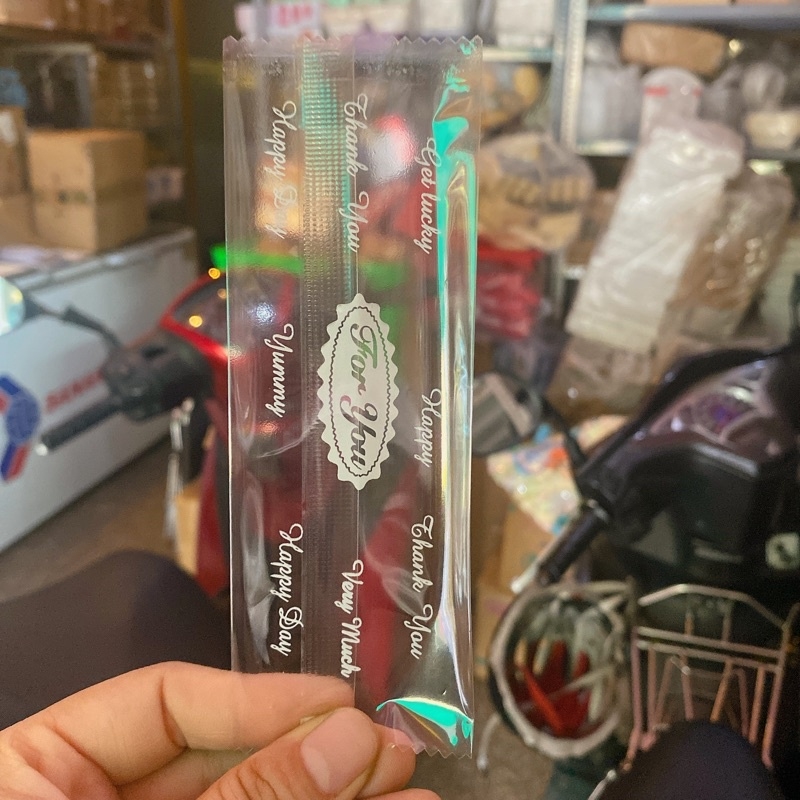 Get lucky
Happy
Thank You
Thank You
For You
Very Much
Happy Day
Yummy
Happy Day